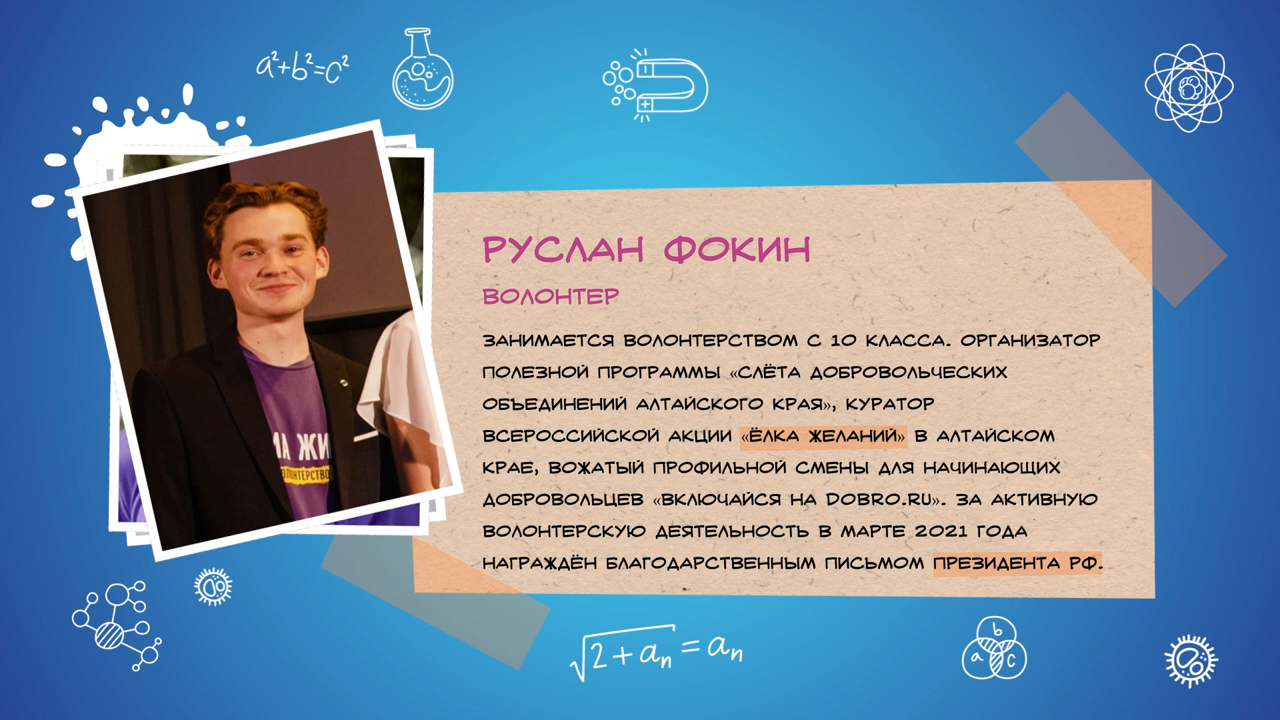 a²+b²=c²
РУСЛАН ФОКИН
ВОЛОНТЕР
ЗАНИМАЕТСЯ ВОЛОНТЕРСТВОМ С 10 КЛАССА. ОРГАНИЗАТОР
ПОЛЕЗНОЙ ПРОГРАММЫ «СЛЁТА ДОБРОВОЛЬЧЕСКИХ
ОБЪЕДИНЕНИЙ АЛТАЙСКОГО КРАЯ», КУРАТОР
ВСЕРОССИЙСКОЙ АКЦИИ «ЁЛКА ЖЕЛАНИЙ» В АЛТАЙСКОМ
КРАЕ, ВОЖАТЫЙ ПРОФИЛЬНОЙ СМЕНЫ ДЛЯ НАЧИНАЮЩИХ
ДОБРОВОЛЬЦЕВ «ВКЛЮЧАЙСЯ НА DOBRO.RU». ЗА АКТИВНУЮ
ВОЛОНТЕРСКУЮ ДЕЯТЕЛЬНОСТЬ В МАРТЕ 2021 ГОДА
НАГРАЖДЁН БЛАГОДАРСТВЕННЫМ ПИСЬМОМ ПРЕЗИДЕНТА РФ.
√2+aₙ = aₙ
b
a c